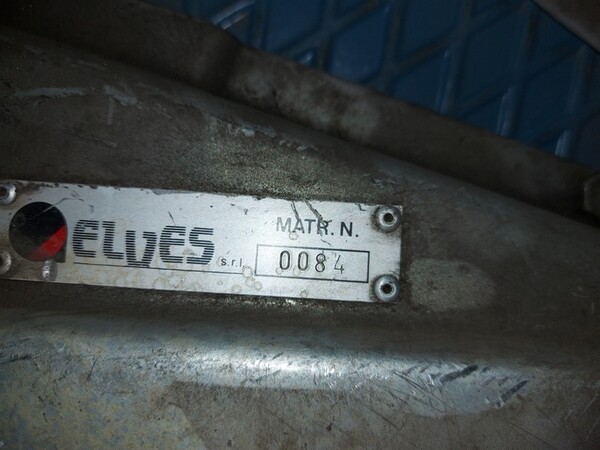 MATR. N.
ELVES s.r.l.
0084